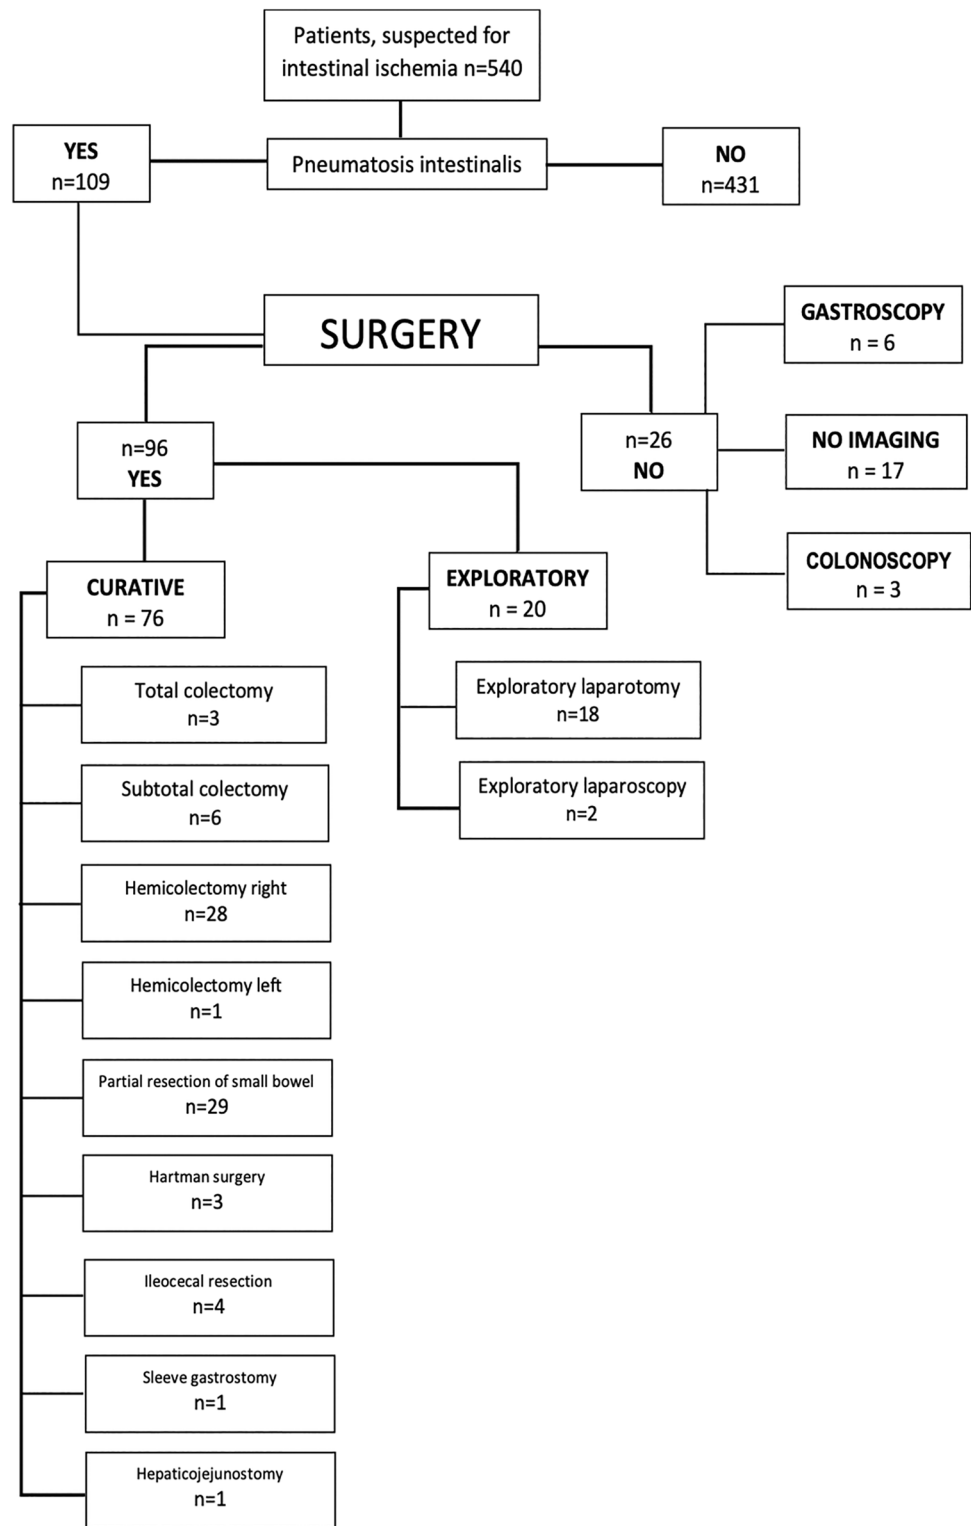 Patients, suspected for
intestinal ischemia n=540
YES
n=109
Pneumatosis intestinalis
NO
n=431
SURGERY
GASTROSCOPY
n = 6
n=96
YES
n=26
NO
NO IMAGING
n = 17
COLONOSCOPY
n = 3
CURATIVE
n = 76
EXPLORATORY
n = 20
Exploratory laparotomy
n=18
Exploratory laparoscopy
n=2
Total colectomy
n=3
Subtotal colectomy
n=6
Hemicolectomy right
n=28
Hemicolectomy left
n=1
Partial resection of small bowel
n=29
Hartman surgery
n=3
Ileocecal resection
n=4
Sleeve gastrostomy
n=1
Hepaticojejunostomy
n=1